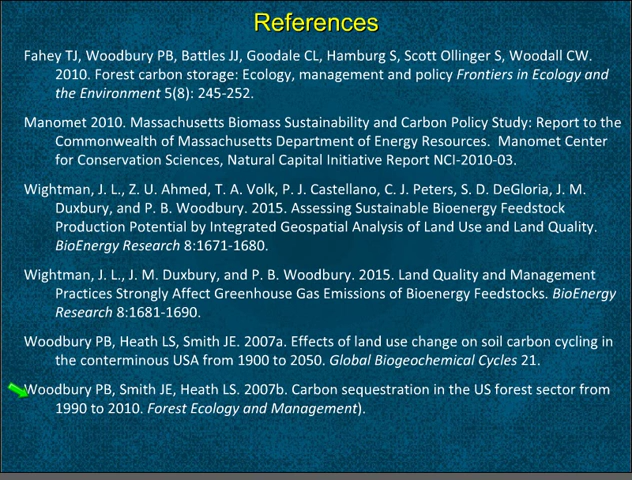 References
Fahey TJ, Woodbury PB, Battles JJ, Goodale CL, Hamburg S, Scott Ollinger S, Woodall CW.
2010. Forest carbon storage: Ecology, management and policy Frontiers in Ecology and
the Environment 5(8): 245-252.
Manomet 2010. Massachusetts Biomass Sustainability and Carbon Policy Study: Report to the
Commonwealth of Massachusetts Department of Energy Resources. Manomet Center
for Conservation Sciences, Natural Capital Initiative Report NCI-2010-03.
Wightman, J. L., Z. U. Ahmed, T. A. Volk, P. J. Castellano, C. J. Peters, S. D. DeGloria, J. M.
Duxbury, and P. B. Woodbury. 2015. Assessing Sustainable Bioenergy Feedstock
Production Potential by Integrated Geospatial Analysis of Land Use and Land Quality.
BioEnergy Research 8:1671-1680.
Wightman, J. L., J. M. Duxbury, and P. B. Woodbury. 2015. Land Quality and Management
Practices Strongly Affect Greenhouse Gas Emissions of Bioenergy Feedstocks. BioEnergy
Research 8:1681-1690.
Woodbury PB, Heath LS, Smith JE. 2007a. Effects of land use change on soil carbon cycling in
the conterminous USA from 1900 to 2050. Global Biogeochemical Cycles 21.
Woodbury PB, Smith JE, Heath LS. 2007b. Carbon sequestration in the US forest sector from
1990 to 2010. Forest Ecology and Management).